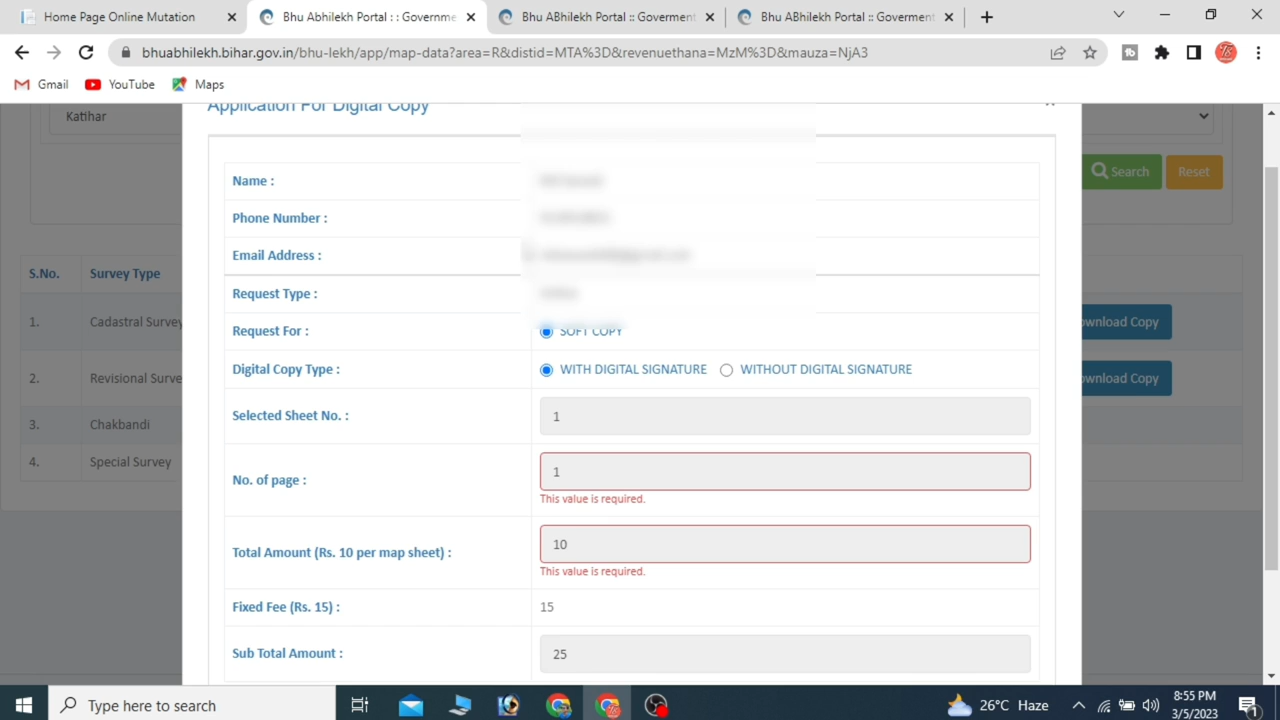 Home Page Online Mutation
Bhu Abhilekh Portal : : Governme
Bhu ABhilekh Portal :: Goverment
Bhu ABhilekh Portal :: Goverment
bhuabhilekh.bihar.gov.in/bhu-lekh/app/map-data?area=R&distid=MTA%3D&revenuethana=MzM%3D&mauza=NjA3
Gmail YouTube Maps
Application For Digital Copy
Katihar
Search Reset
Name :
Phone Number :
Email Address :
Request Type :
Request For : SOFT COPY
Digital Copy Type : WITH DIGITAL SIGNATURE WITHOUT DIGITAL SIGNATURE
Selected Sheet No. : 1
No. of page : 1
This value is required.
Total Amount (Rs. 10 per map sheet) : 10
This value is required.
Fixed Fee (Rs. 15) : 15
Sub Total Amount : 25
S.No. Survey Type
1. Cadastral Survey
ownload Copy
2. Revisional Surve
ownload Copy
3. Chakbandi
4. Special Survey
Type here to search
26°C Haze
8:55 PM
3/5/2023
1